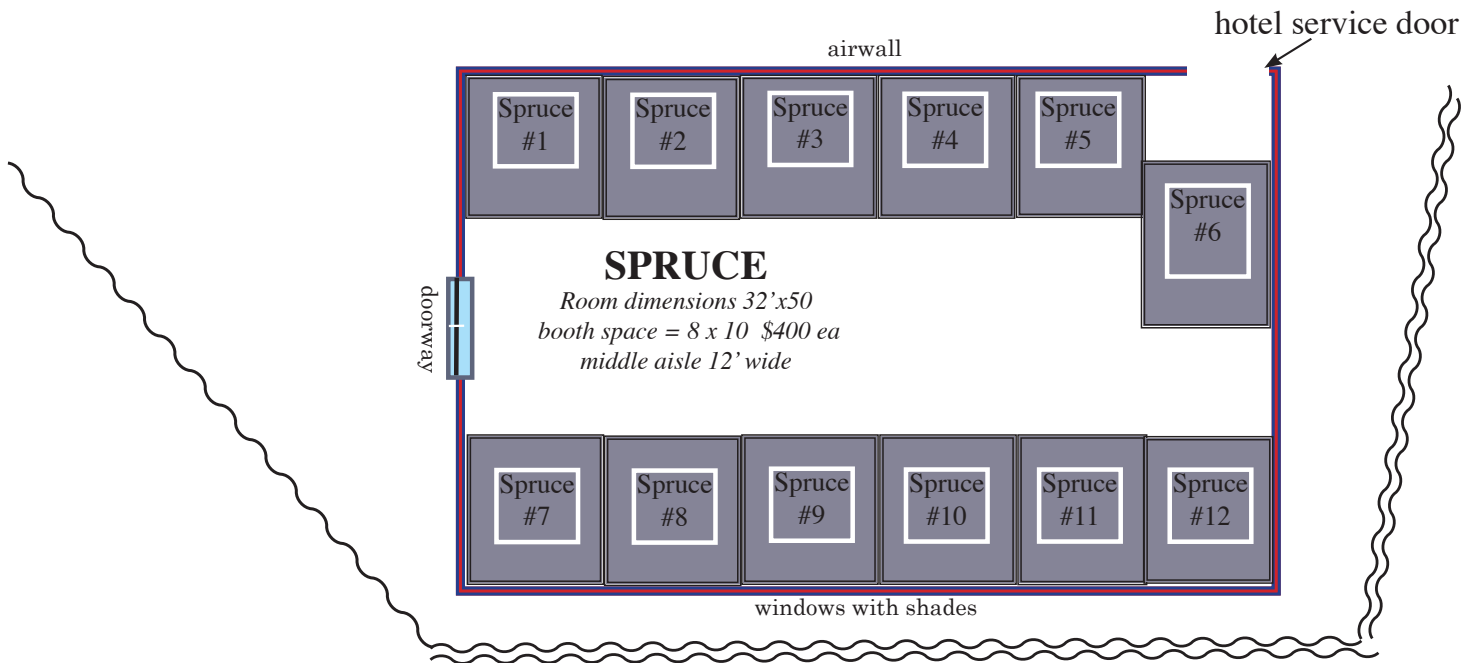 hotel service door
airwall
Spruce
#1
Spruce
#2
Spruce
#3
Spruce
#4
Spruce
#5
Spruce
#6
SPRUCE
Room dimensions 32’x50
booth space = 8 x 10 $400 ea
middle aisle 12’ wide
doorway
Spruce
#7
Spruce
#8
Spruce
#9
Spruce
#10
Spruce
#11
Spruce
#12
windows with shades